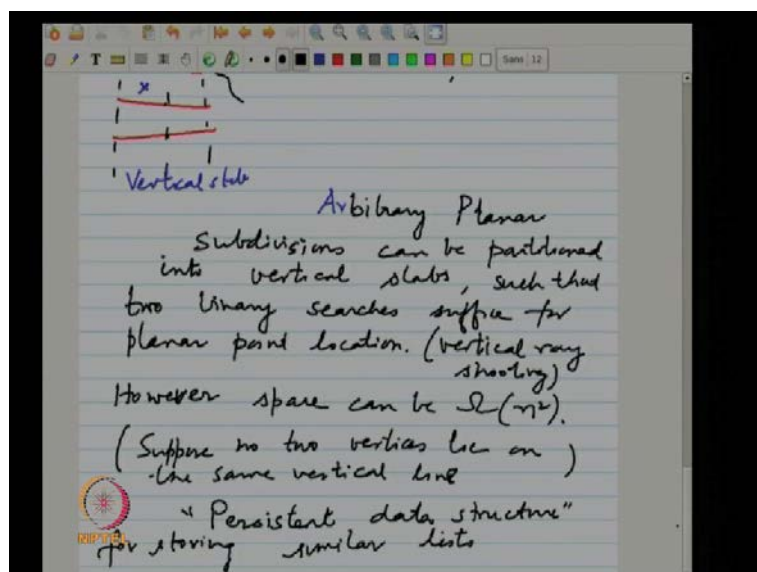 T Sans 12
x
Vertical slab
Arbitrary Planar
Subdivisions can be partitioned
into vertical slabs, such that
two binary searches suffice for
planar point location. (vertical ray
shooting)
However space can be Ω(n²).
(Suppose no two vertices lie on
the same vertical line)
"Persistent data structure"
for storing similar lists
NPTEL